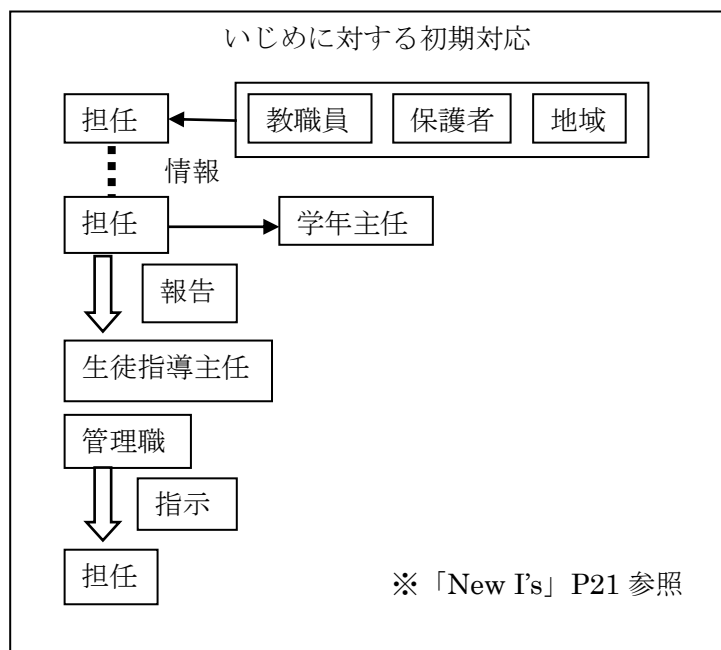 いじめに対する初期対応
担任
教職員 保護者 地域
情報
担任
学年主任
報告
生徒指導主任
管理職
指示
担任
※「New I's」P21 参照